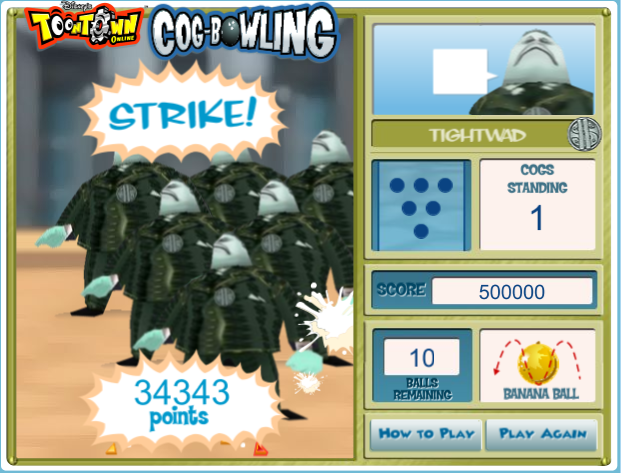 Disney's
TOONTOWN
ONLINE
COG-BOWLING
STRIKE!
34343
points
TIGHTWAD
COGS
STANDING
1
SCORE
500000
10
BALLS
REMAINING
BANANA BALL
HOW TO PLAY
PLAY AGAIN